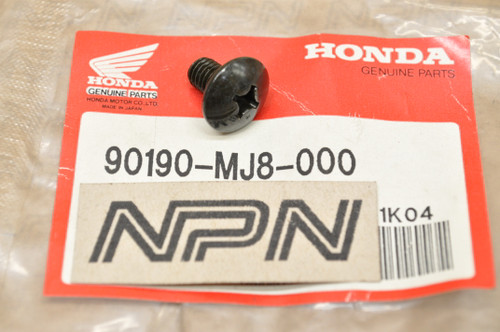 HONDA
GENUINE PARTS
HONDA MOTOR CO.,LTD.
MADE IN JAPAN
HONDA
GENUINE PARTS
90190-MJ8-000
NPN
1K04